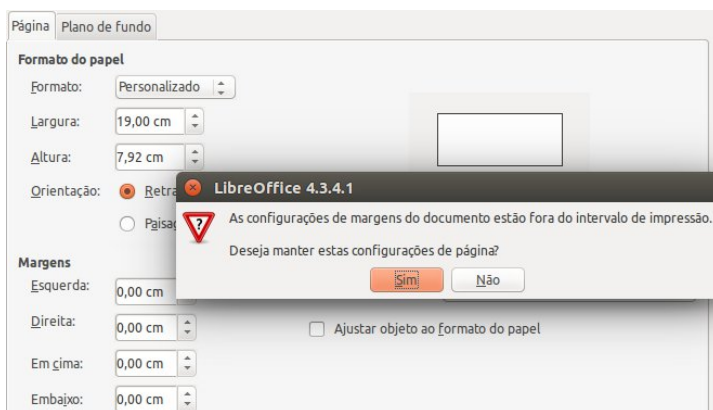 Página Plano de fundo
Formato do papel
Formato: Personalizado
Largura: 19,00 cm
Altura: 7,92 cm
Orientação:
LibreOffice 4.3.4.1
As configurações de margens do documento estão fora do intervalo de impressão.
Deseja manter estas configurações de página?
Sim Não
Margens
Esquerda: 0,00 cm
Direita: 0,00 cm
Ajustar objeto ao formato do papel
Em cima: 0,00 cm
Embaixo: 0,00 cm